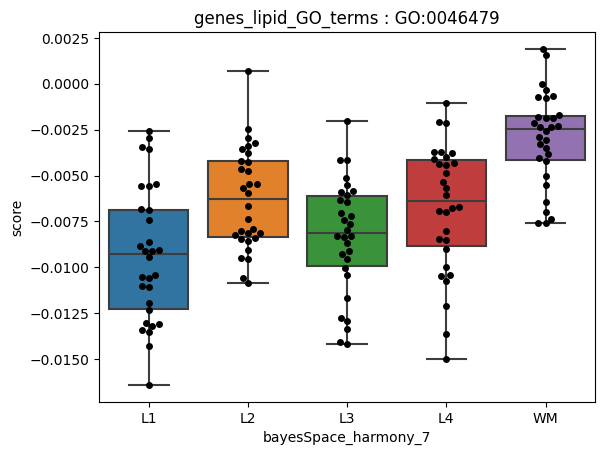 genes_lipid_GO_terms : GO:0046479
0.0025
0.0000
−0.0025
−0.0050
−0.0075
−0.0100
−0.0125
−0.0150
score
L1 L2 L3 L4 WM
bayesSpace_harmony_7